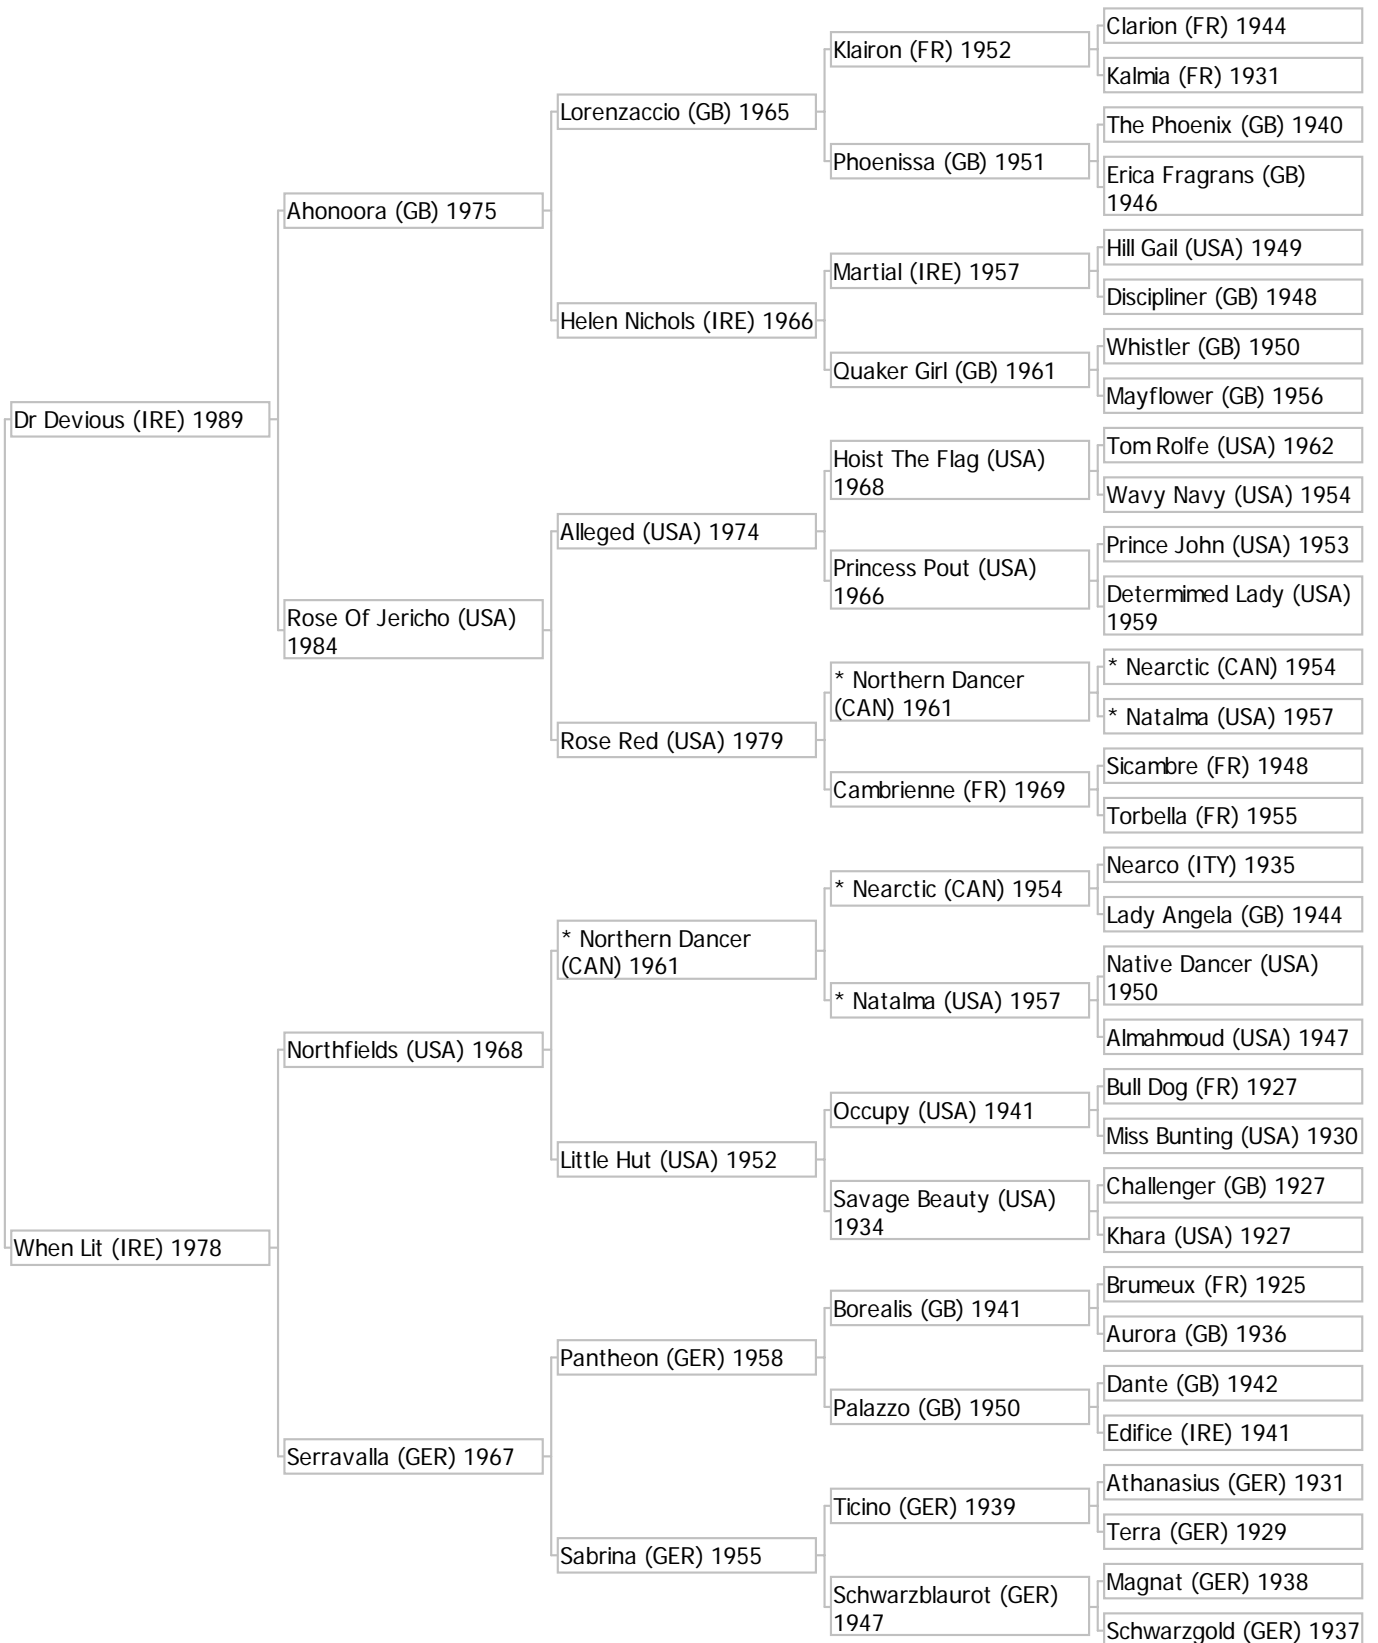 Clarion (FR) 1944
Klairon (FR) 1952
Kalmia (FR) 1931
Lorenzaccio (GB) 1965
The Phoenix (GB) 1940
Phoenissa (GB) 1951
Erica Fragrans (GB)
1946
Ahonoora (GB) 1975
Hill Gail (USA) 1949
Martial (IRE) 1957
Discipliner (GB) 1948
Helen Nichols (IRE) 1966
Whistler (GB) 1950
Quaker Girl (GB) 1961
Mayflower (GB) 1956
Dr Devious (IRE) 1989
Tom Rolfe (USA) 1962
Hoist The Flag (USA)
1968
Wavy Navy (USA) 1954
Alleged (USA) 1974
Prince John (USA) 1953
Princess Pout (USA)
1966
Determimed Lady (USA)
1959
Rose Of Jericho (USA)
1984
* Nearctic (CAN) 1954
* Northern Dancer
(CAN) 1961
* Natalma (USA) 1957
Rose Red (USA) 1979
Sicambre (FR) 1948
Cambrienne (FR) 1969
Torbella (FR) 1955
Nearco (ITY) 1935
* Nearctic (CAN) 1954
Lady Angela (GB) 1944
* Northern Dancer
(CAN) 1961
Native Dancer (USA)
1950
* Natalma (USA) 1957
Almahmoud (USA) 1947
Northfields (USA) 1968
Bull Dog (FR) 1927
Occupy (USA) 1941
Miss Bunting (USA) 1930
Little Hut (USA) 1952
Challenger (GB) 1927
Savage Beauty (USA)
1934
Khara (USA) 1927
When Lit (IRE) 1978
Brumeux (FR) 1925
Borealis (GB) 1941
Aurora (GB) 1936
Pantheon (GER) 1958
Dante (GB) 1942
Palazzo (GB) 1950
Edifice (IRE) 1941
Serravalla (GER) 1967
Athanasius (GER) 1931
Ticino (GER) 1939
Terra (GER) 1929
Sabrina (GER) 1955
Magnat (GER) 1938
Schwarzblaurot (GER)
1947
Schwarzgold (GER) 1937